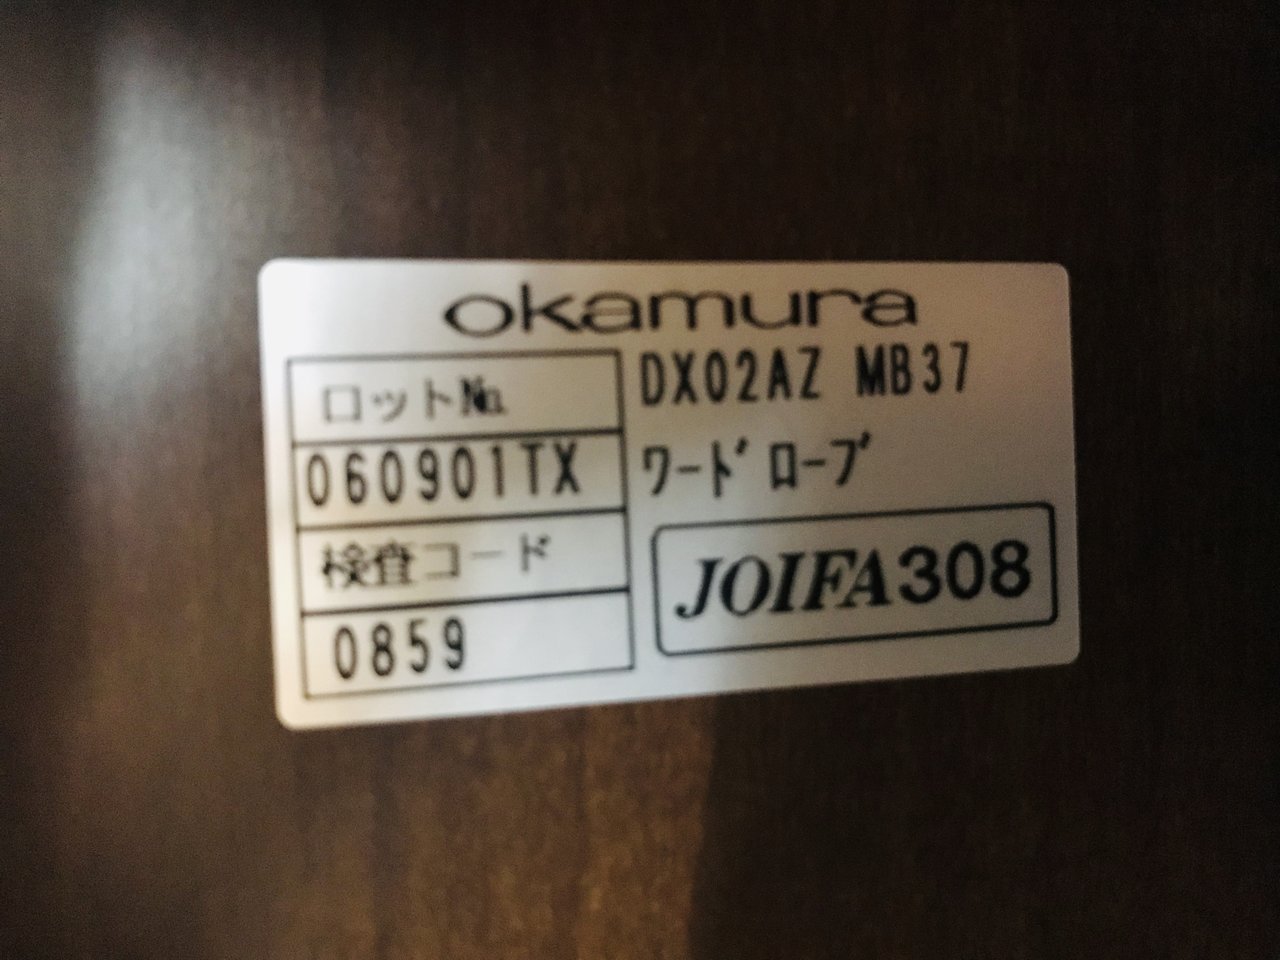 okamura
ロット№
060901TX
検査コード
0859
DX02AZ MB37
ﾜｰﾄﾞﾛｰﾌﾞ
JOIFA308